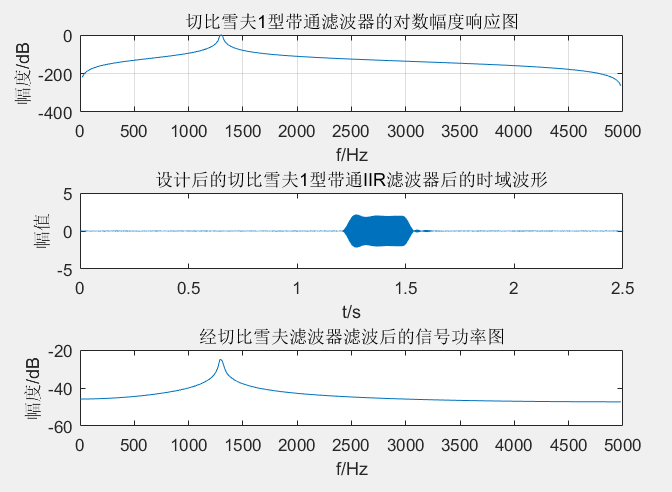 切比雪夫1型带通滤波器的对数幅度响应图
0
-200
-400
幅度/dB
0 500 1000 1500 2000 2500 3000 3500 4000 4500 5000
f/Hz
设计后的切比雪夫1型带通IIR滤波器后的时域波形
5
0
-5
幅值
0 0.5 1 1.5 2 2.5
t/s
经切比雪夫滤波器滤波后的信号功率图
-20
-40
-60
幅度/dB
0 500 1000 1500 2000 2500 3000 3500 4000 4500 5000
f/Hz